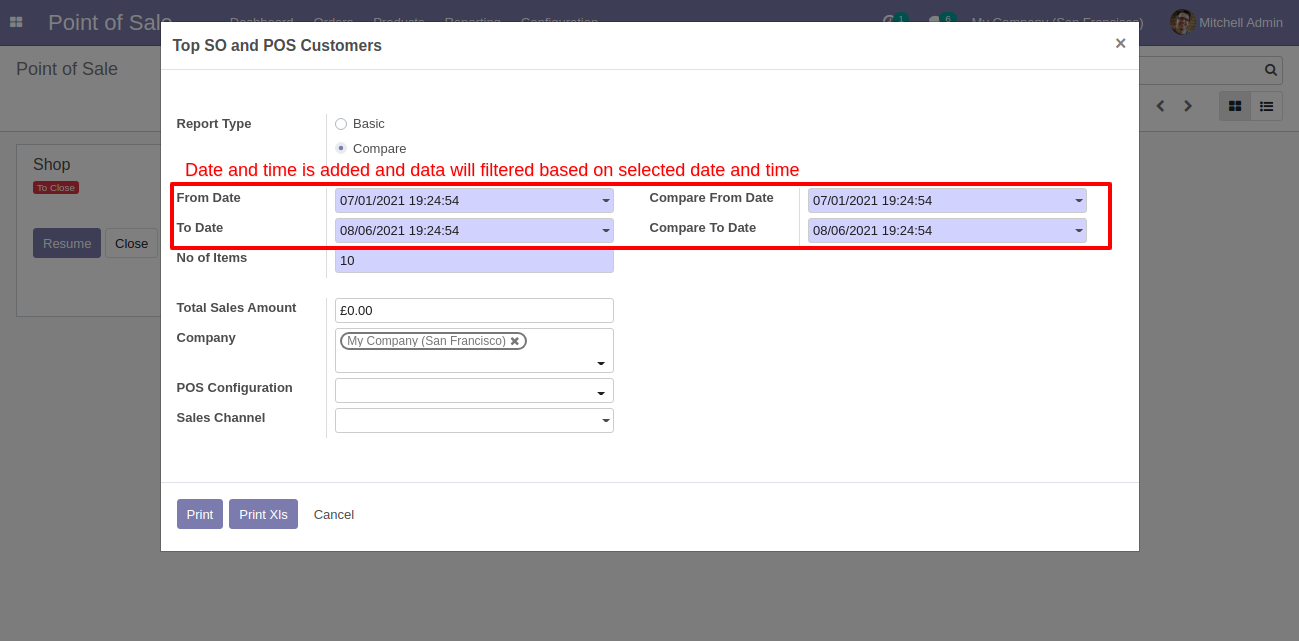 Point of Sale Dashboard Orders Products Reporting Configuration 1 6 My Company (San Francisco) Mitchell Admin
Top SO and POS Customers ×
Point of Sale
Report Type Basic
Compare
Shop
To Close
Date and time is added and data will filtered based on selected date and time
From Date 07/01/2021 19:24:54 Compare From Date 07/01/2021 19:24:54
To Date 08/06/2021 19:24:54 Compare To Date 08/06/2021 19:24:54
Resume Close
No of Items 10
Total Sales Amount £0.00
Company My Company (San Francisco)
POS Configuration
Sales Channel
Print Print Xls Cancel